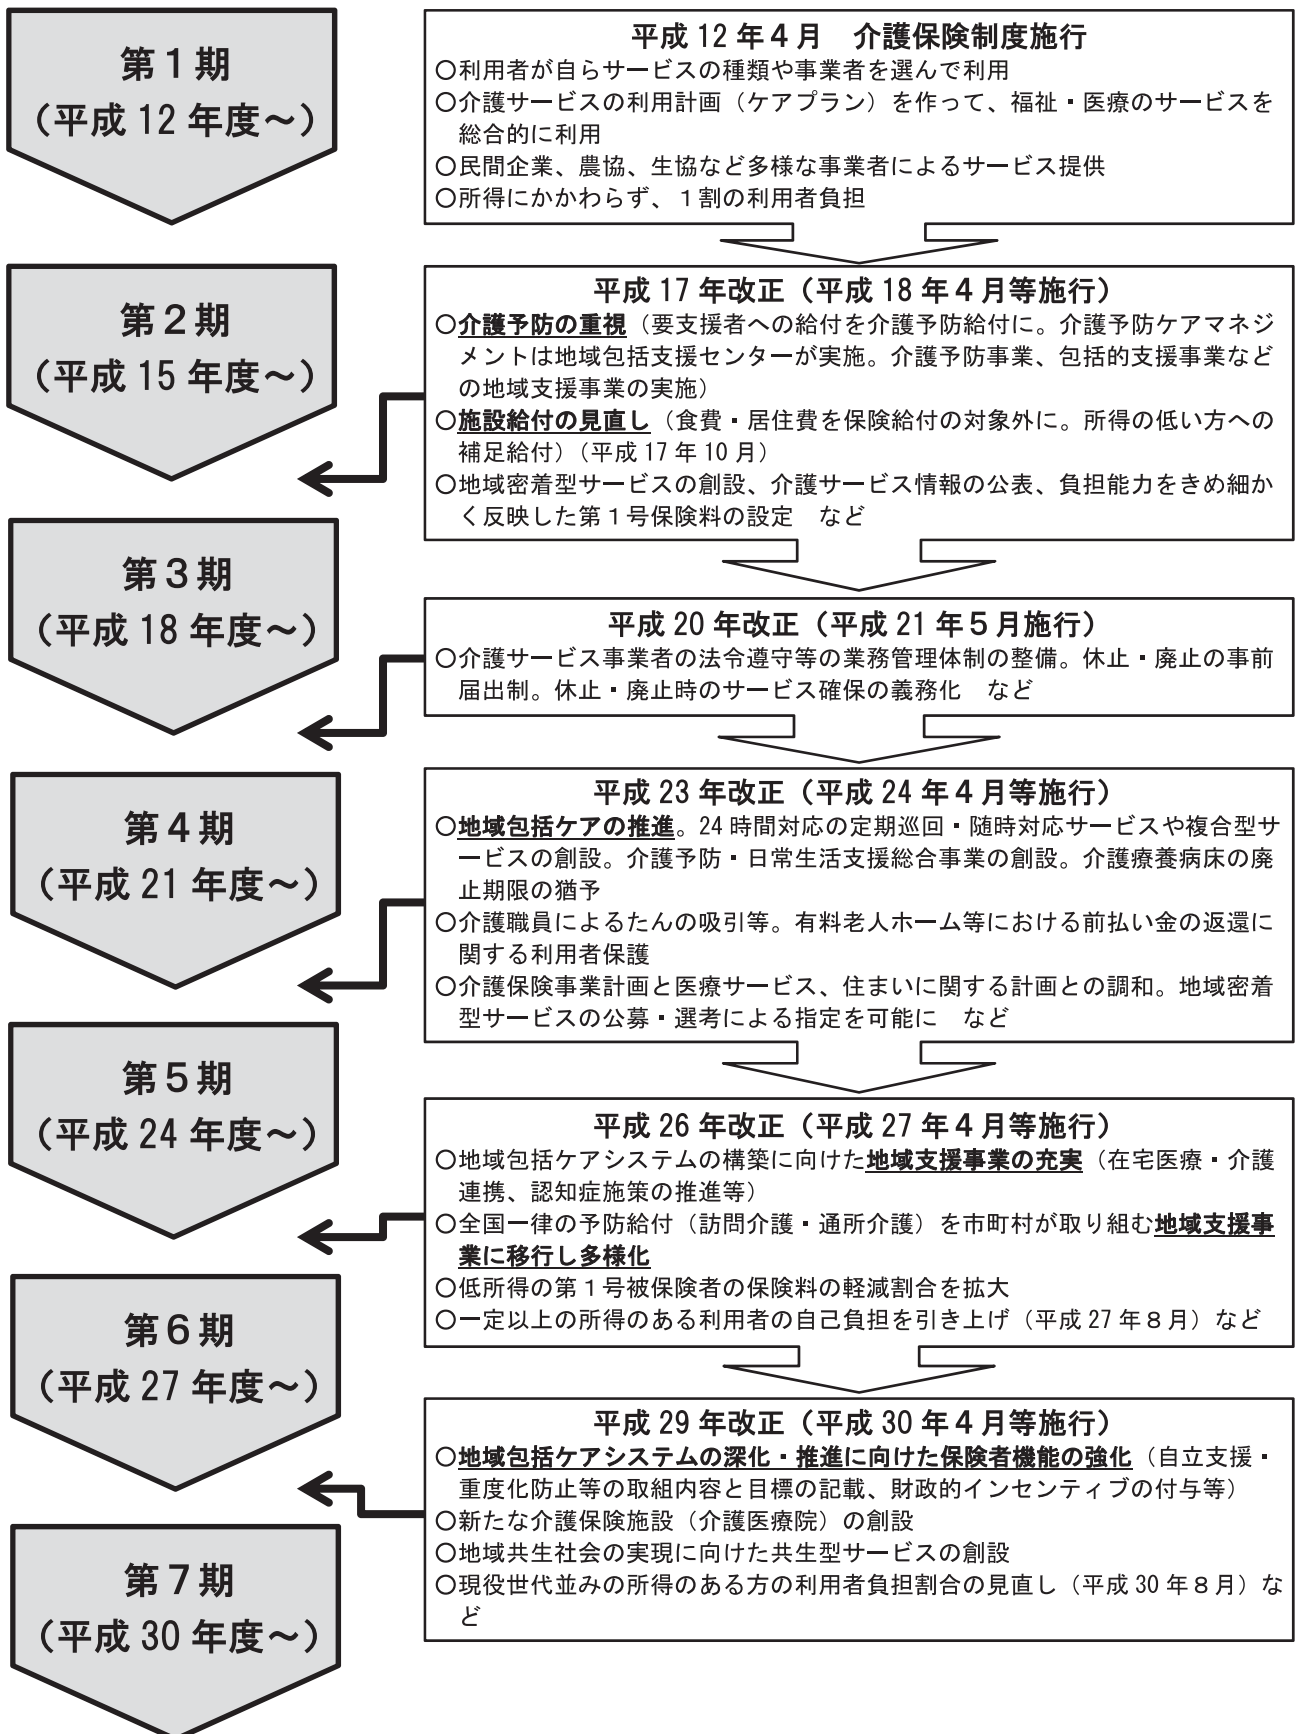 第１期
（平成 12 年度～）
平成 12 年４月　介護保険制度施行
○利用者が自らサービスの種類や事業者を選んで利用
○介護サービスの利用計画（ケアプラン）を作って、福祉・医療のサービスを
総合的に利用
○民間企業、農協、生協など多様な事業者によるサービス提供
○所得にかかわらず、１割の利用者負担
第２期
（平成 15 年度～）
平成 17 年改正（平成 18 年４月等施行）
○介護予防の重視（要支援者への給付を介護予防給付に。介護予防ケアマネジ
メントは地域包括支援センターが実施。介護予防事業、包括的支援事業など
の地域支援事業の実施）
○施設給付の見直し（食費・居住費を保険給付の対象外に。所得の低い方への
補足給付）（平成 17 年 10 月）
○地域密着型サービスの創設、介護サービス情報の公表、負担能力をきめ細か
く反映した第１号保険料の設定　など
第３期
（平成 18 年度～）
平成 20 年改正（平成 21 年５月施行）
○介護サービス事業者の法令遵守等の業務管理体制の整備。休止・廃止の事前
届出制。休止・廃止時のサービス確保の義務化　など
第４期
（平成 21 年度～）
平成 23 年改正（平成 24 年４月等施行）
○地域包括ケアの推進。24 時間対応の定期巡回・随時対応サービスや複合型サ
ービスの創設。介護予防・日常生活支援総合事業の創設。介護療養病床の廃
止期限の猶予
○介護職員によるたんの吸引等。有料老人ホーム等における前払い金の返還に
関する利用者保護
○介護保険事業計画と医療サービス、住まいに関する計画との調和。地域密着
型サービスの公募・選考による指定を可能に　など
第５期
（平成 24 年度～）
平成 26 年改正（平成 27 年４月等施行）
○地域包括ケアシステムの構築に向けた地域支援事業の充実（在宅医療・介護
連携、認知症施策の推進等）
○全国一律の予防給付（訪問介護・通所介護）を市町村が取り組む地域支援事
業に移行し多様化
○低所得の第１号被保険者の保険料の軽減割合を拡大
○一定以上の所得のある利用者の自己負担を引き上げ（平成 27 年８月）など
第６期
（平成 27 年度～）
平成 29 年改正（平成 30 年４月等施行）
○地域包括ケアシステムの深化・推進に向けた保険者機能の強化（自立支援・
重度化防止等の取組内容と目標の記載、財政的インセンティブの付与等）
○新たな介護保険施設（介護医療院）の創設
○地域共生社会の実現に向けた共生型サービスの創設
○現役世代並みの所得のある方の利用者負担割合の見直し（平成 30 年８月）な
ど
第７期
（平成 30 年度～）